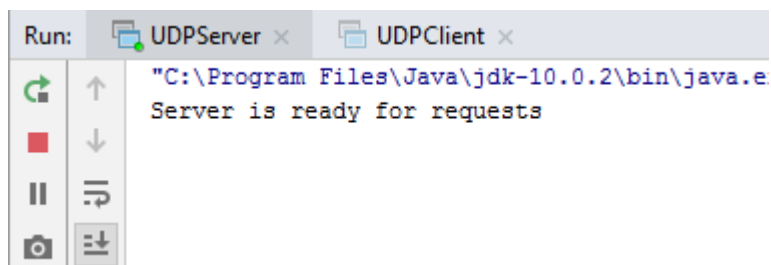 Run: UDPServer × UDPClient ×
"C:\Program Files\Java\jdk-10.0.2\bin\java.e
Server is ready for requests